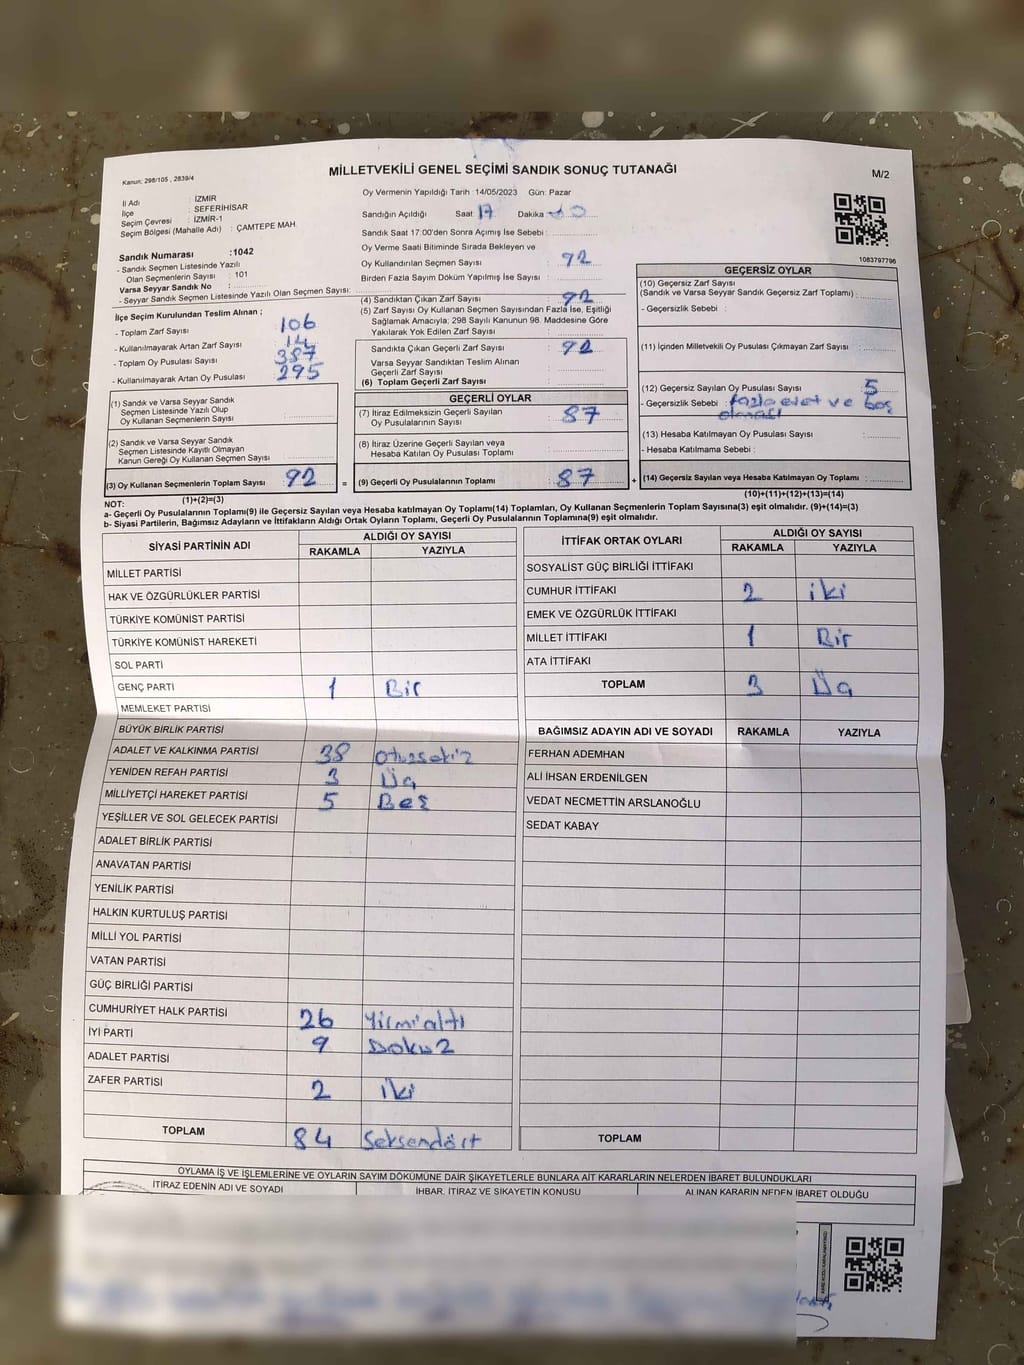 Kanun: 298/105 , 2839/4
MİLLETVEKİLİ GENEL SEÇİMİ SANDIK SONUÇ TUTANAĞI
M/2
İl Adı : İZMİR
İlçe : SEFERİHİSAR
Seçim Çevresi : İZMİR-1
Seçim Bölgesi (Mahalle Adı) : ÇAMTEPE MAH.
Sandık Numarası :1042
- Sandık Seçmen Listesinde Yazılı
Olan Seçmenlerin Sayısı : 101
Varsa Seyyar Sandık No :
- Seyyar Sandık Seçmen Listesinde Yazılı Olan Seçmen Sayısı:
İlçe Seçim Kurulundan Teslim Alınan ;
- Toplam Zarf Sayısı : 106
- Kullanılmayarak Artan Zarf Sayısı : 14
- Toplam Oy Pusulası Sayısı : 387
- Kullanılmayarak Artan Oy Pusulası : 295
(1) Sandık ve Varsa Seyyar Sandık
Seçmen Listesinde Yazılı Olup
Oy Kullanan Seçmenlerin Sayısı :
(2) Sandık ve Varsa Seyyar Sandık
Seçmen Listesinde Kayıtlı Olmayan
Kanun Gereği Oy Kullanan Seçmen Sayısı :
(3) Oy Kullanan Seçmenlerin Toplam Sayısı : 92 =
(1)+(2)=(3)
Oy Vermenin Yapıldığı Tarih :14/05/2023 Gün: Pazar
Sandığın Açıldığı Saat 17 Dakika
Sandık Saat 17:00'den Sonra Açımış İse Sebebi :
Oy Verme Saati Bitiminde Sırada Bekleyen ve
Oy Kullandırılan Seçmen Sayısı : 92
Birden Fazla Sayım Döküm Yapılmış İse Sayısı :
(4) Sandıktan Çıkan Zarf Sayısı : 92
(5) Zarf Sayısı Oy Kullanan Seçmen Sayısından Fazla İse, Eşitliği
Sağlamak Amacıyla; 298 Sayılı Kanunun 98. Maddesine Göre
Yakılarak Yok Edilen Zarf Sayısı :
Sandıkta Çıkan Geçerli Zarf Sayısı : 92
Varsa Seyyar Sandıktan Teslim Alınan
Geçerli Zarf Sayısı :
(6) Toplam Geçerli Zarf Sayısı :
GEÇERLİ OYLAR
(7) İtiraz Edilmeksizin Geçerli Sayılan
Oy Pusulalarının Sayısı : 87
(8) İtiraz Üzerine Geçerli Sayılan veya
Hesaba Katılan Oy Pusulası Toplamı :
(9) Geçerli Oy Pusulalarının Toplamı : 87 +
1083797796
GEÇERSİZ OYLAR
(10) Geçersiz Zarf Sayısı
(Sandık ve Varsa Seyyar Sandık Geçersiz Zarf Toplamı) :
- Geçersizlik Sebebi :
(11) İçinden Milletvekili Oy Pusulası Çıkmayan Zarf Sayısı :
(12) Geçersiz Sayılan Oy Pusulası Sayısı : 5
- Geçersizlik Sebebi : fazla evet ve boş
olması
(13) Hesaba Katılmayan Oy Pusulası Sayısı :
- Hesaba Katılmama Sebebi :
(14) Geçersiz Sayılan veya Hesaba Katılmayan Oy Toplamı :
(10)+(11)+(12)+(13)=(14)
NOT:
a- Geçerli Oy Pusulalarının Toplamı(9) ile Geçersiz Sayılan veya Hesaba katılmayan Oy Toplamı(14) Toplamları, Oy Kullanan Seçmenlerin Toplam Sayısına(3) eşit olmalıdır. (9)+(14)=(3)
b- Siyasi Partilerin, Bağımsız Adayların ve İttifakların Aldığı Ortak Oyların Toplamı, Geçerli Oy Pusulalarının Toplamına(9) eşit olmalıdır.
SİYASİ PARTİNİN ADI ALDIĞI OY SAYISI
RAKAMLA YAZIYLA
MİLLET PARTİSİ
HAK VE ÖZGÜRLÜKLER PARTİSİ
TÜRKİYE KOMÜNİST PARTİSİ
TÜRKİYE KOMÜNİST HAREKETİ
SOL PARTİ
GENÇ PARTİ 1 Bir
MEMLEKET PARTİSİ
BÜYÜK BİRLİK PARTİSİ
ADALET VE KALKINMA PARTİSİ 38 otuzseki'z
YENİDEN REFAH PARTİSİ 3 Üç
MİLLİYETÇİ HAREKET PARTİSİ 5 Beş
YEŞİLLER VE SOL GELECEK PARTİSİ
ADALET BİRLİK PARTİSİ
ANAVATAN PARTİSİ
YENİLİK PARTİSİ
HALKIN KURTULUŞ PARTİSİ
MİLLİ YOL PARTİSİ
VATAN PARTİSİ
GÜÇ BİRLİĞİ PARTİSİ
CUMHURİYET HALK PARTİSİ 26 Yirmi'altı
İYİ PARTİ 9 Dokuz
ADALET PARTİSİ
ZAFER PARTİSİ 2 iki
TOPLAM 84 Seksendört
İTTİFAK ORTAK OYLARI ALDIĞI OY SAYISI
RAKAMLA YAZIYLA
SOSYALİST GÜÇ BİRLİĞİ İTTİFAKI
CUMHUR İTTİFAKI 2 iki
EMEK VE ÖZGÜRLÜK İTTİFAKI
MİLLET İTTİFAKI 1 Bir
ATA İTTİFAKI
TOPLAM 3 Üç
BAĞIMSIZ ADAYIN ADI VE SOYADI RAKAMLA YAZIYLA
FERHAN ADEMHAN
ALİ İHSAN ERDENİLGEN
VEDAT NECMETTİN ARSLANOĞLU
SEDAT KABAY
TOPLAM
OYLAMA İŞ VE İŞLEMLERİNE VE OYLARIN SAYIM DÖKÜMÜNE DAİR ŞİKAYETLERLE BUNLARA AİT KARARLARIN NELERDEN İBARET BULUNDUKLARI
İTİRAZ EDENİN ADI VE SOYADI İHBAR, İTİRAZ VE ŞİKAYETİN KONUSU ALINAN KARARIN NEDEN İBARET OLDUĞU